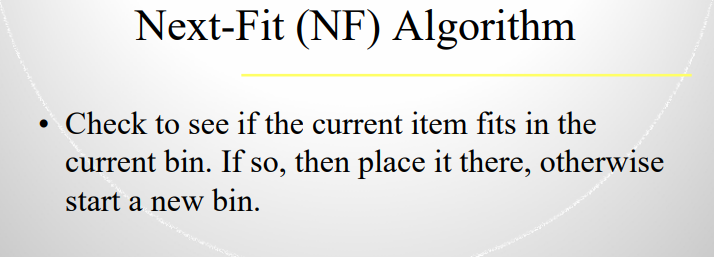 Next-Fit (NF) Algorithm
• Check to see if the current item fits in the
current bin. If so, then place it there, otherwise
start a new bin.